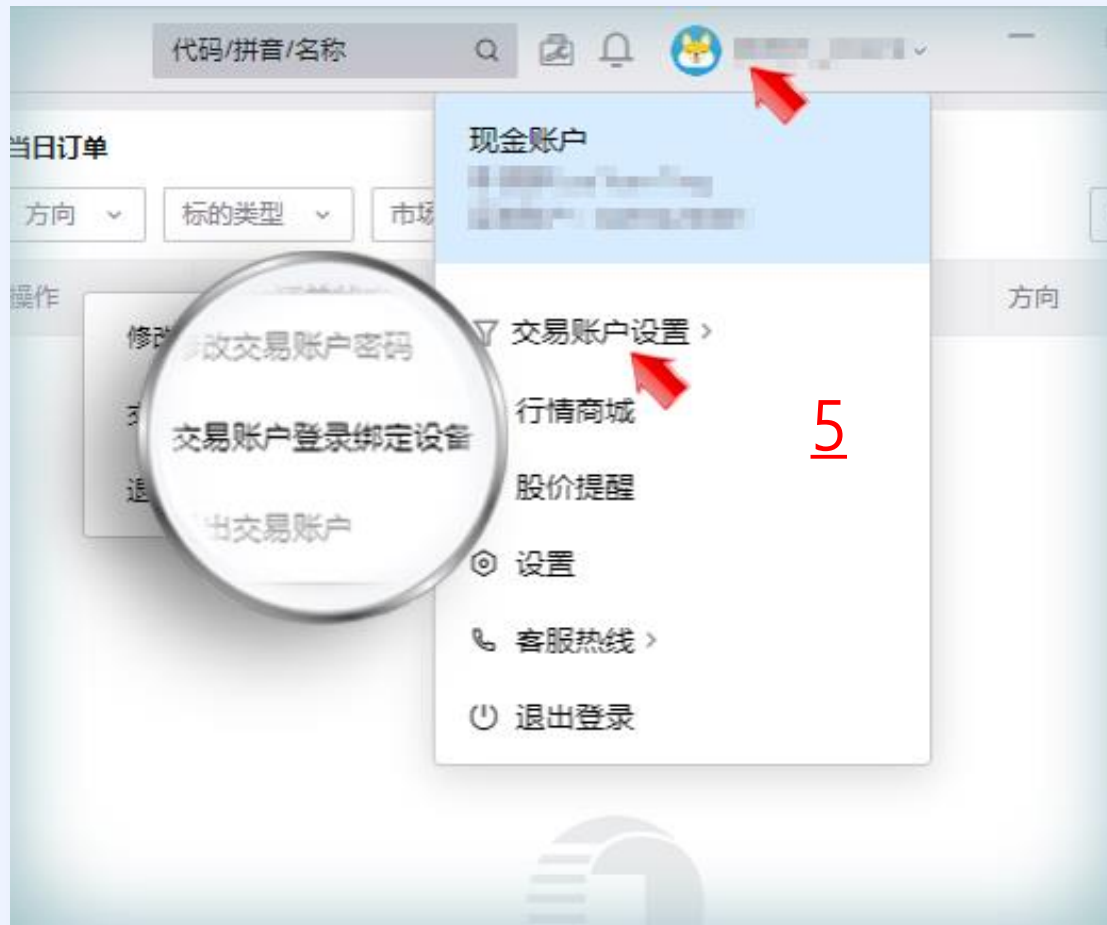 代码/拼音/名称
当日订单
现金账户
方向
标的类型
市场
操作
方向
修改交易账户密码
交易账户登录绑定设备
退出交易账户
交易账户设置
行情商城
5
股价提醒
设置
客服热线
退出登录